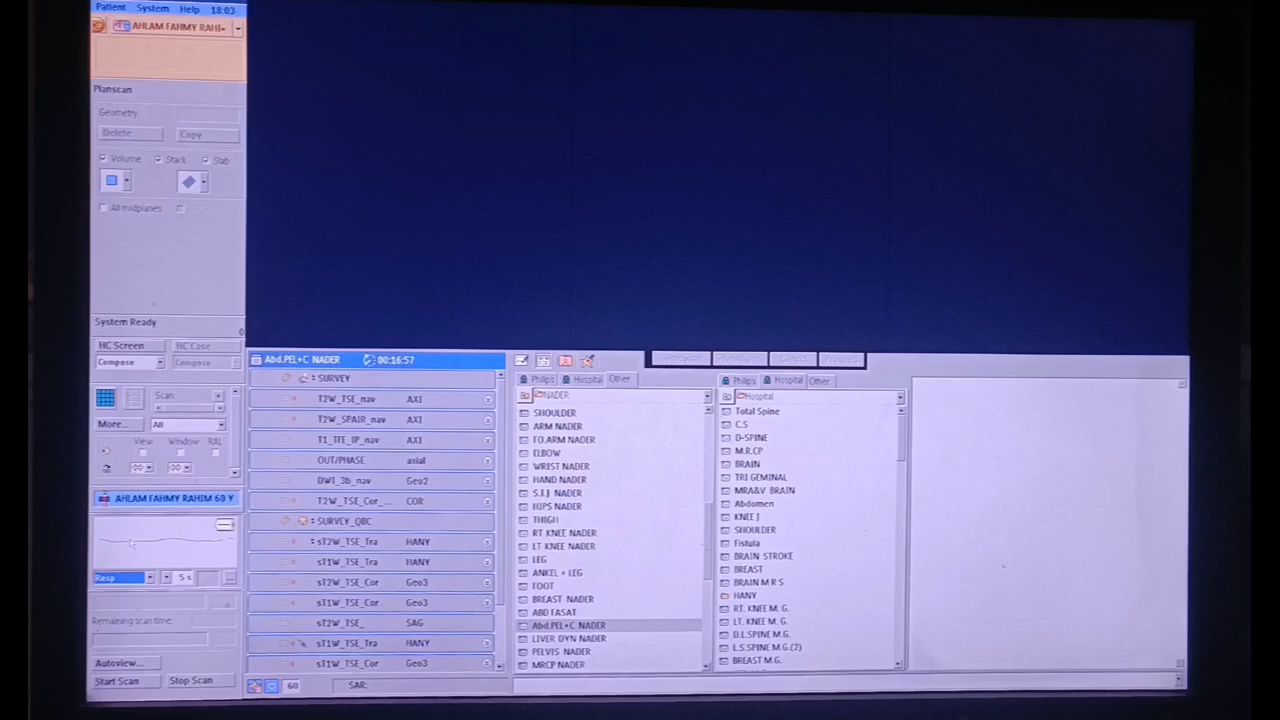 Patient System Help 18:03
AHLAM FAHMY RAHI
Planscan
Geometry
Delete Copy
Volume Stack Slab
All midplanes
System Ready
0
HC Screen HC Case
Compose Compose
Scan
More... All
View Window RAL
AHLAM FAHMY RAHIM 60 Y
Resp 5 s
Remaining scan time:
Autoview...
Start Scan Stop Scan
Abd.PEL+C NADER 00:16:57
SURVEY
T2W_TSE_nav AXI
T2W_SPAIR_nav AXI
T1_TFE_IP_nav AXI
OUT/PHASE axial
DWI_3b_nav Geo2
T2W_TSE_Cor_... COR
SURVEY_QBC
sT2W_TSE_Tra HANY
sT1W_TSE_Tra HANY
sT2W_TSE_Cor Geo3
sT1W_TSE_Cor Geo3
sT2W_TSE_ SAG
sT1W_TSE_Tra HANY
sT1W_TSE_Cor Geo3
60 SAR:
Philips Hospital Other
NADER
SHOULDER
ARM NADER
FO.ARM NADER
ELBOW
WRIST NADER
HAND NADER
S.I.J NADER
HIPS NADER
THIGH
RT KNEE NADER
LT KNEE NADER
LEG
ANKEL + LEG
FOOT
BREAST NADER
ABD FASAT
Abd.PEL+C NADER
LIVER DYN NADER
PELVIS NADER
MRCP NADER
Philips Hospital Other
Hospital
Total Spine
C.S
D-SPINE
M.R.CP
BRAIN
TRI GEMINAL
MRA&V BRAIN
Abdomen
KNEE J
SHOULDER
Fistula
BRAIN STROKE
BREAST
BRAIN M R S
HANY
RT. KNEE M. G.
LT. KNEE M. G.
D.L.SPINE M.G.
L.S.SPINE M.G.(2)
BREAST M.G.